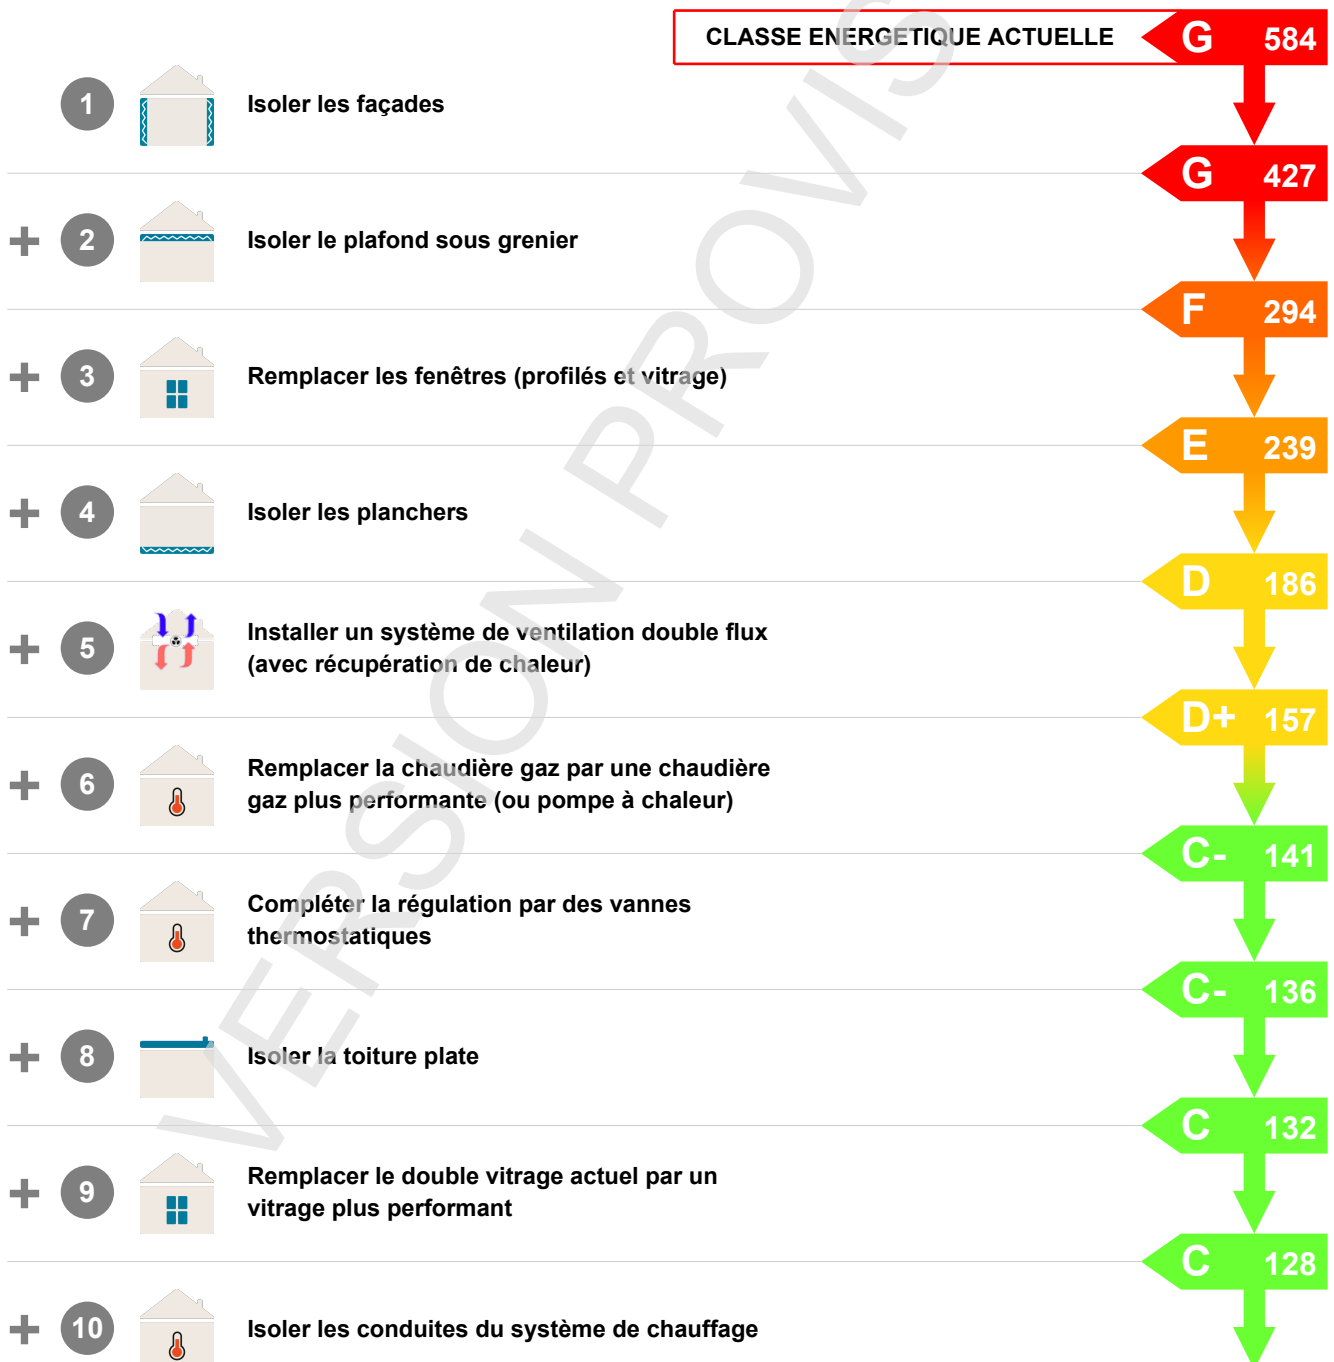 CLASSE ENERGETIQUE ACTUELLE G 584
1 Isoler les façades
G 427
+ 2 Isoler le plafond sous grenier
F 294
+ 3 Remplacer les fenêtres (profilés et vitrage)
E 239
+ 4 Isoler les planchers
D 186
+ 5 Installer un système de ventilation double flux
(avec récupération de chaleur)
D+ 157
+ 6 Remplacer la chaudière gaz par une chaudière
gaz plus performante (ou pompe à chaleur)
C- 141
+ 7 Compléter la régulation par des vannes
thermostatiques
C- 136
+ 8 Isoler la toiture plate
C 132
+ 9 Remplacer le double vitrage actuel par un
vitrage plus performant
C 128
+ 10 Isoler les conduites du système de chauffage
VERSION PROVIS